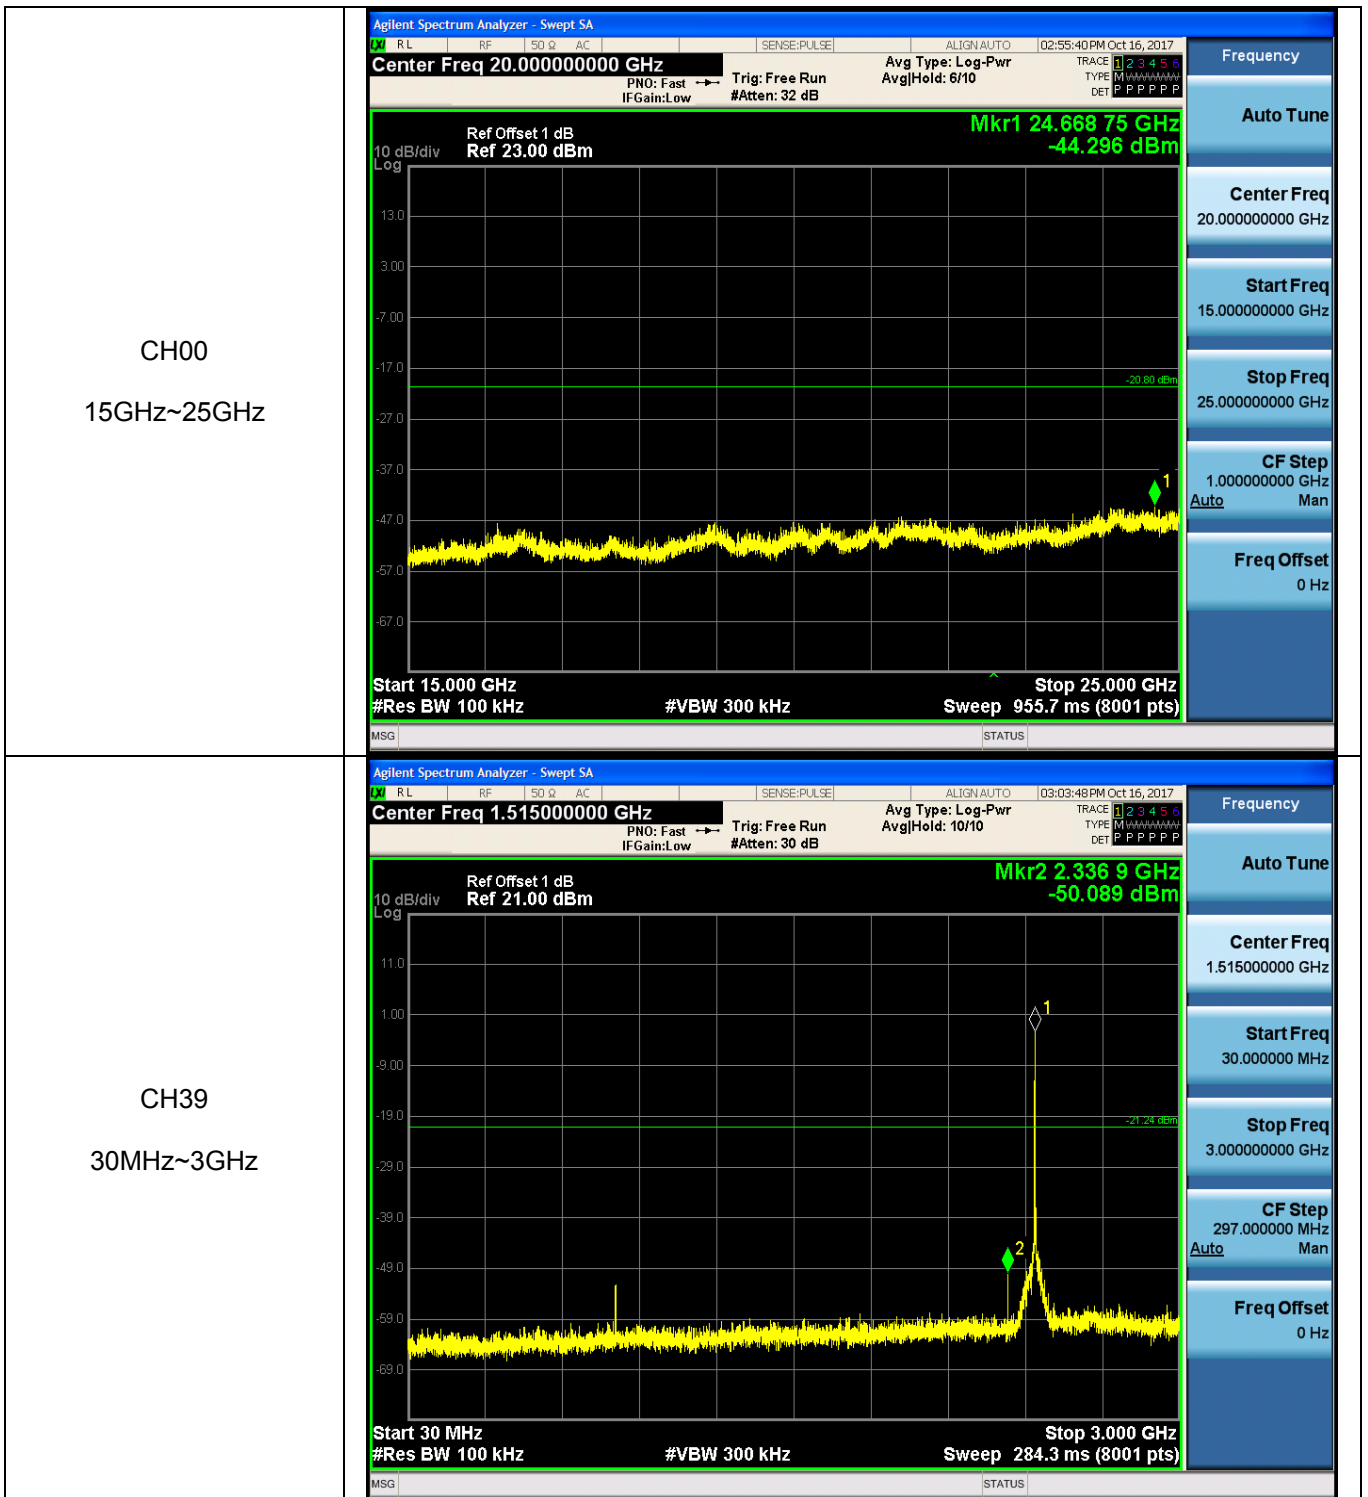 CH00
15GHz~25GHz
Agilent Spectrum Analyzer - Swept SA
LXI RL RF 50 Ω AC SENSE:PULSE ALIGN AUTO 02:55:40 PM Oct 16, 2017
Center Freq 20.000000000 GHz
PNO: Fast
IFGain:Low
Trig: Free Run
#Atten: 32 dB
Avg Type: Log-Pwr
Avg|Hold: 6/10
TRACE 1 2 3 4 5 6
TYPE M
DET P P P P P P
Mkr1 24.668 75 GHz
-44.296 dBm
Ref Offset 1 dB
10 dB/div Ref 23.00 dBm
Log
13.0
3.00
-7.00
-17.0
-20.80 dBm
-27.0
-37.0
1
-47.0
-57.0
-67.0
Start 15.000 GHz Stop 25.000 GHz
#Res BW 100 kHz #VBW 300 kHz Sweep 955.7 ms (8001 pts)
MSG STATUS
Frequency
Auto Tune
Center Freq
20.000000000 GHz
Start Freq
15.000000000 GHz
Stop Freq
25.000000000 GHz
CF Step
1.000000000 GHz
Auto Man
Freq Offset
0 Hz
CH39
30MHz~3GHz
Agilent Spectrum Analyzer - Swept SA
LXI RL RF 50 Ω AC SENSE:PULSE ALIGN AUTO 03:03:48 PM Oct 16, 2017
Center Freq 1.515000000 GHz
PNO: Fast
IFGain:Low
Trig: Free Run
#Atten: 30 dB
Avg Type: Log-Pwr
Avg|Hold: 10/10
TRACE 1 2 3 4 5 6
TYPE M
DET P P P P P P
Mkr2 2.336 9 GHz
-50.089 dBm
Ref Offset 1 dB
10 dB/div Ref 21.00 dBm
Log
11.0
1.00
1
-9.00
-19.0
-21.24 dBm
-29.0
-39.0
2
-49.0
-59.0
-69.0
Start 30 MHz Stop 3.000 GHz
#Res BW 100 kHz #VBW 300 kHz Sweep 284.3 ms (8001 pts)
MSG STATUS
Frequency
Auto Tune
Center Freq
1.515000000 GHz
Start Freq
30.000000 MHz
Stop Freq
3.000000000 GHz
CF Step
297.000000 MHz
Auto Man
Freq Offset
0 Hz